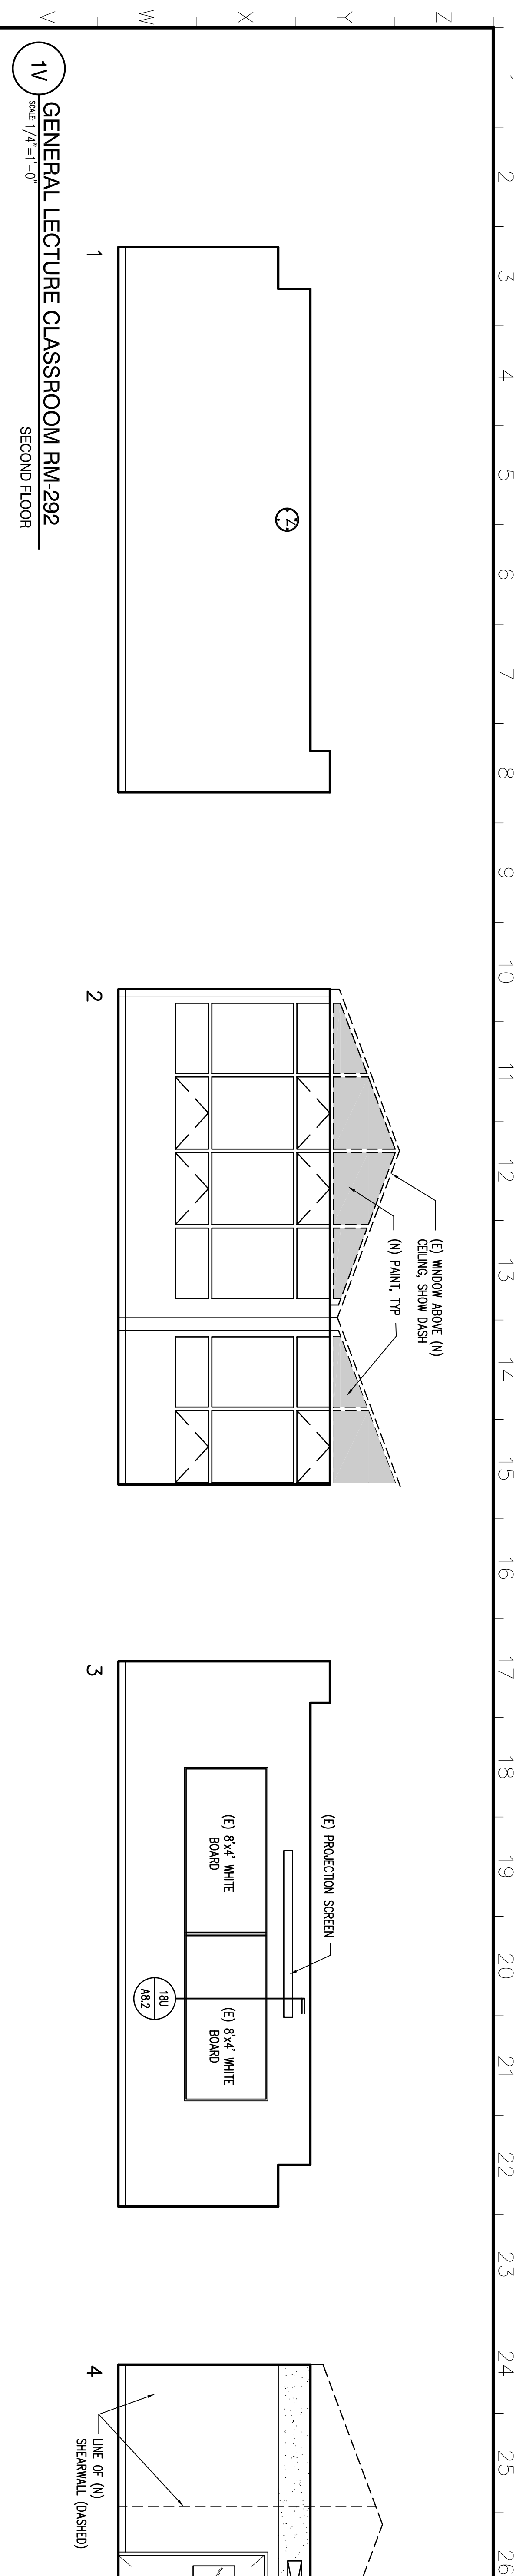 1
2
3
4
5
6
7
8
9
10
11
12
13
14
15
16
17
18
19
20
21
22
23
24
25
26
Z
Y
X
W
V
(E) WINDOW ABOVE (N)
CEILING, SHOW DASH
(N) PAINT, TYP
(E) PROJECTION SCREEN
(E) 8'x4' WHITE
BOARD
(E) 8'x4' WHITE
BOARD
18U
A8.2
LINE OF (N)
SHEARWALL (DASHED)
1
2
3
4
1V
GENERAL LECTURE CLASSROOM RM-292
SCALE: 1/4"=1'-0"
SECOND FLOOR